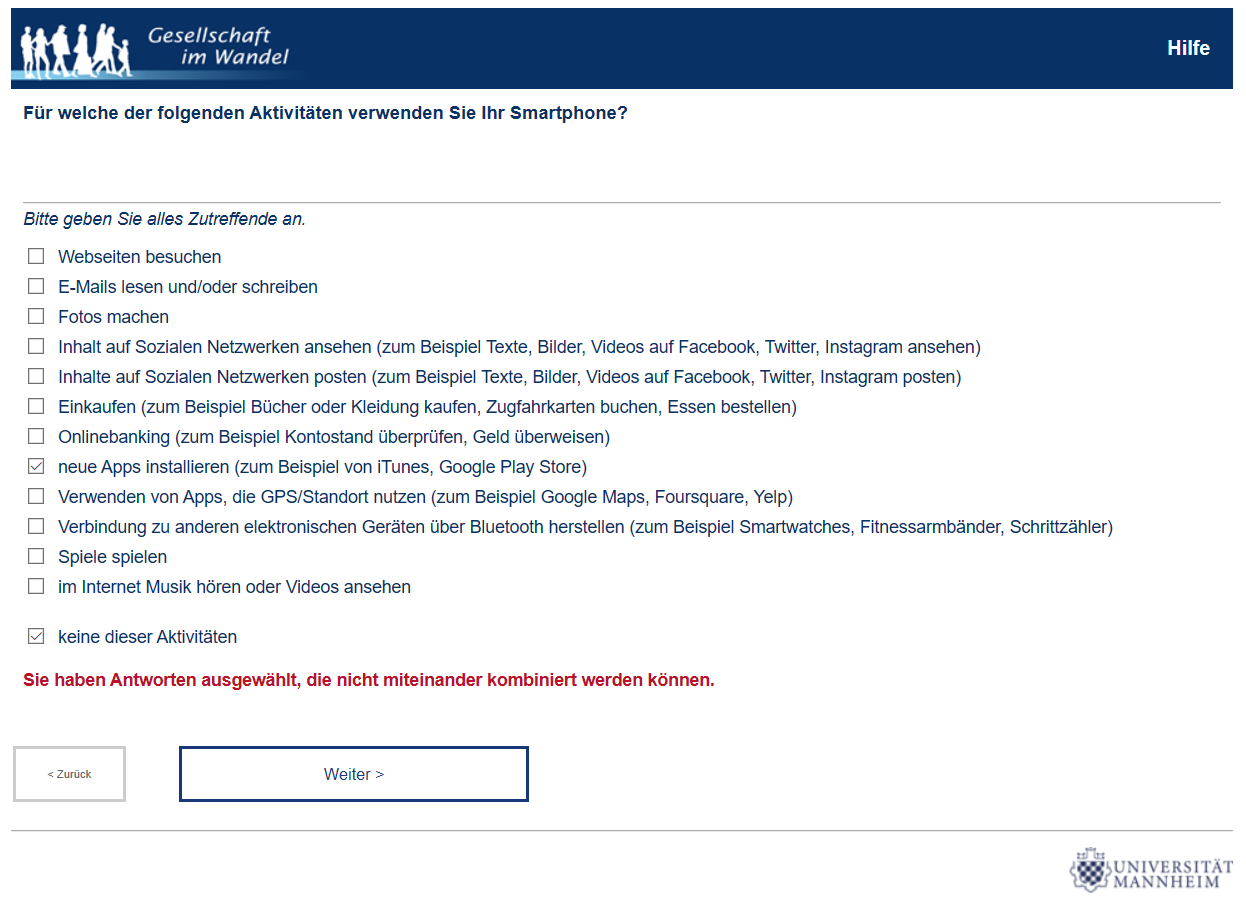 Gesellschaft
im Wandel
Hilfe
Für welche der folgenden Aktivitäten verwenden Sie Ihr Smartphone?
Bitte geben Sie alles Zutreffende an.
Webseiten besuchen
E-Mails lesen und/oder schreiben
Fotos machen
Inhalt auf Sozialen Netzwerken ansehen (zum Beispiel Texte, Bilder, Videos auf Facebook, Twitter, Instagram ansehen)
Inhalte auf Sozialen Netzwerken posten (zum Beispiel Texte, Bilder, Videos auf Facebook, Twitter, Instagram posten)
Einkaufen (zum Beispiel Bücher oder Kleidung kaufen, Zugfahrkarten buchen, Essen bestellen)
Onlinebanking (zum Beispiel Kontostand überprüfen, Geld überweisen)
neue Apps installieren (zum Beispiel von iTunes, Google Play Store)
Verwenden von Apps, die GPS/Standort nutzen (zum Beispiel Google Maps, Foursquare, Yelp)
Verbindung zu anderen elektronischen Geräten über Bluetooth herstellen (zum Beispiel Smartwatches, Fitnessarmbänder, Schrittzähler)
Spiele spielen
im Internet Musik hören oder Videos ansehen
keine dieser Aktivitäten
Sie haben Antworten ausgewählt, die nicht miteinander kombiniert werden können.
< Zurück
Weiter >
UNIVERSITÄT
MANNHEIM